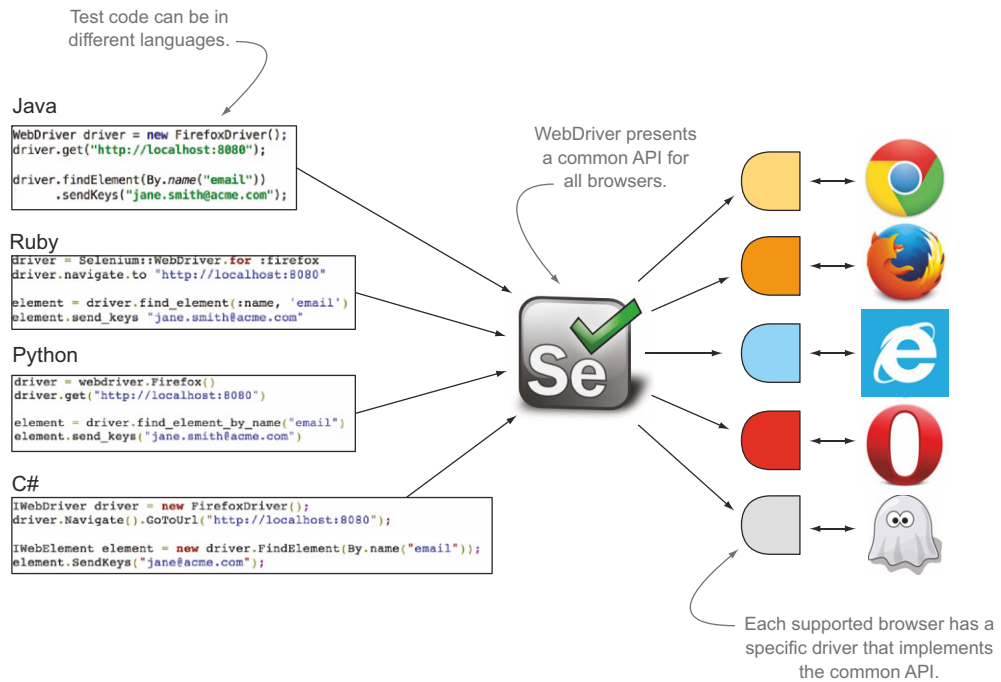 Test code can be in
different languages.
Java
WebDriver driver = new FirefoxDriver();
driver.get("http://localhost:8080");
driver.findElement(By.name("email"))
.sendKeys("jane.smith@acme.com");
Ruby
driver = Selenium::WebDriver.for :firefox
driver.navigate.to "http://localhost:8080"
element = driver.find_element(:name, 'email')
element.send_keys "jane.smith@acme.com"
Python
driver = webdriver.Firefox()
driver.get("http://localhost:8080")
element = driver.find_element_by_name("email")
element.send_keys("jane.smith@acme.com")
C#
IWebDriver driver = new FirefoxDriver();
driver.Navigate().GoToUrl("http://localhost:8080");
IWebElement element = new driver.FindElement(By.name("email"));
element.SendKeys("jane@acme.com");
WebDriver presents
a common API for
all browsers.
Se
Each supported browser has a
specific driver that implements
the common API.